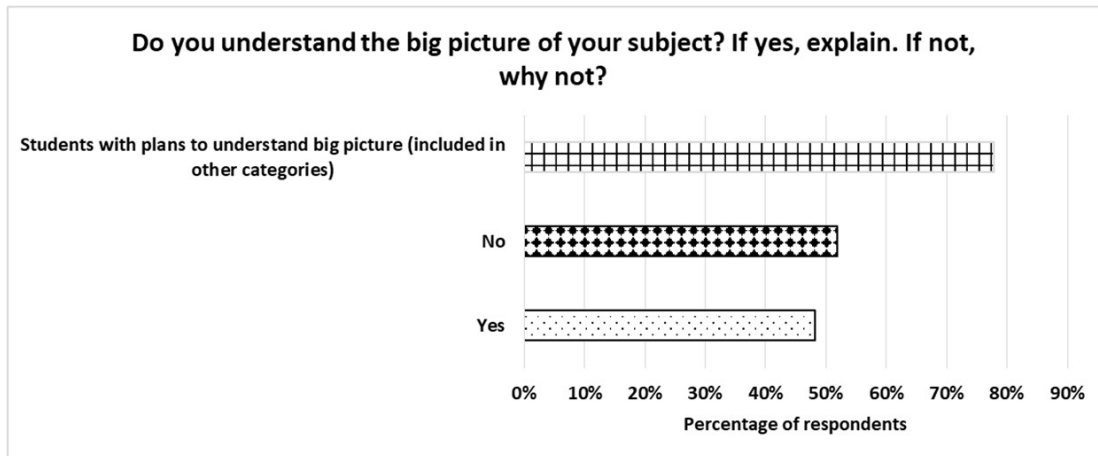 Do you understand the big picture of your subject? If yes, explain. If not,
why not?
Students with plans to understand big picture (included in
other categories)
No
Yes
0% 10% 20% 30% 40% 50% 60% 70% 80% 90%
Percentage of respondents